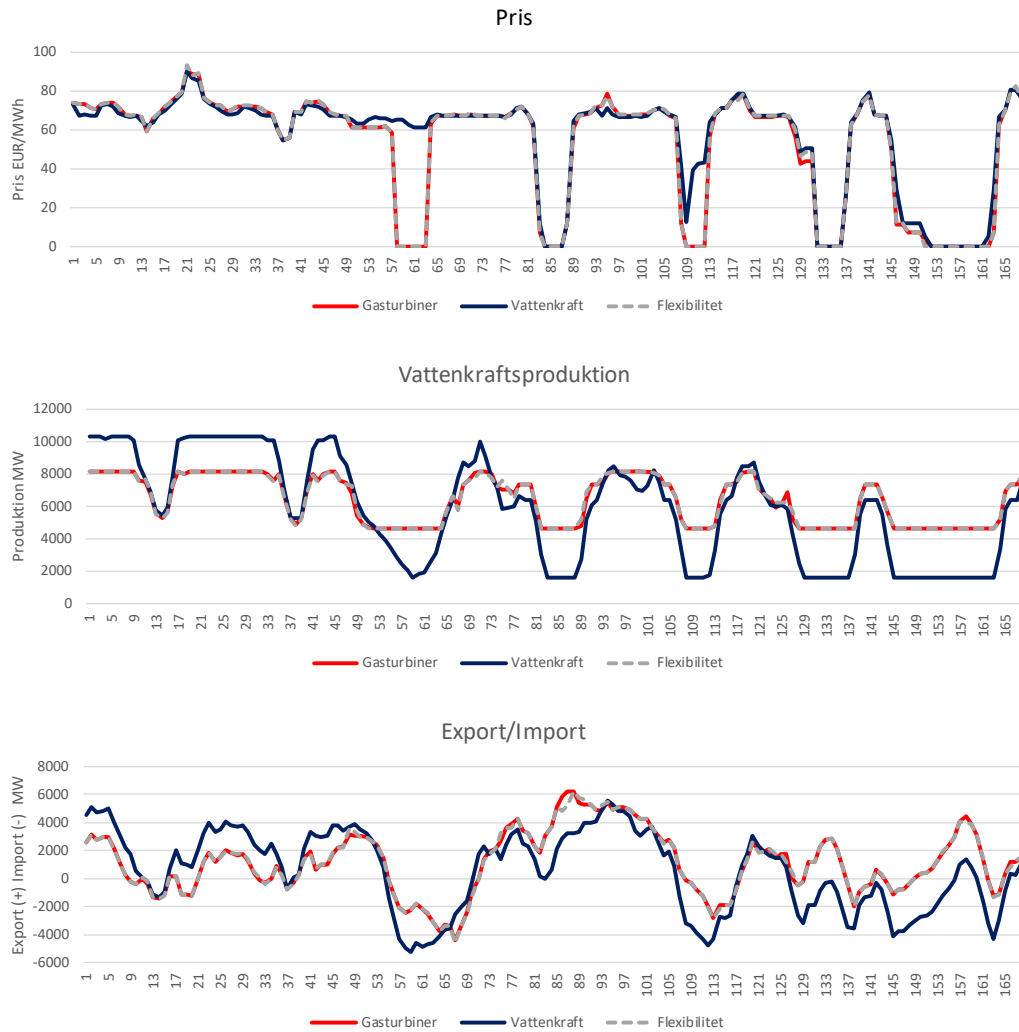 Pris
Pris EUR/MWh
100
80
60
40
20
0
1 5 9 13 17 21 25 29 33 37 41 45 49 53 57 61 65 69 73 77 81 85 89 93 97 101 105 109 113 117 121 125 129 133 137 141 145 149 153 157 161 165
Gasturbiner Vattenkraft Flexibilitet
Vattenkraftsproduktion
Produktion MW
12000
10000
8000
6000
4000
2000
0
1 5 9 13 17 21 25 29 33 37 41 45 49 53 57 61 65 69 73 77 81 85 89 93 97 101 105 109 113 117 121 125 129 133 137 141 145 149 153 157 161 165
Gasturbiner Vattenkraft Flexibilitet
Export/Import
Export (+) Import (-) MW
8000
6000
4000
2000
0
-2000
-4000
-6000
1 5 9 13 17 21 25 29 33 37 41 45 49 53 57 61 65 69 73 77 81 85 89 93 97 101 105 109 113 117 121 125 129 133 137 141 145 149 153 157 161 165
Gasturbiner Vattenkraft Flexibilitet